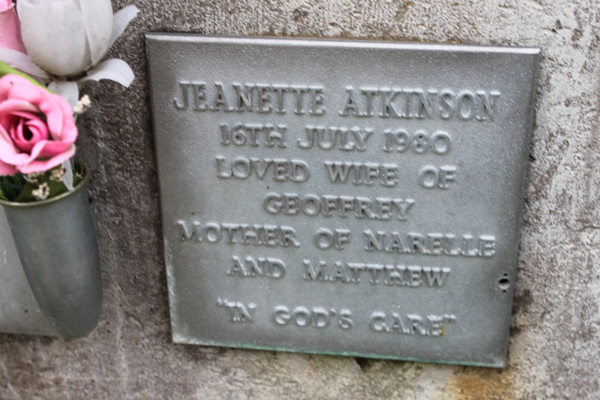 JEANETTE ATKINSON
16TH JULY 1980
LOVED WIFE OF
GEOFFREY
MOTHER OF NARELLE
AND MATTHEW
"IN GOD'S CARE"